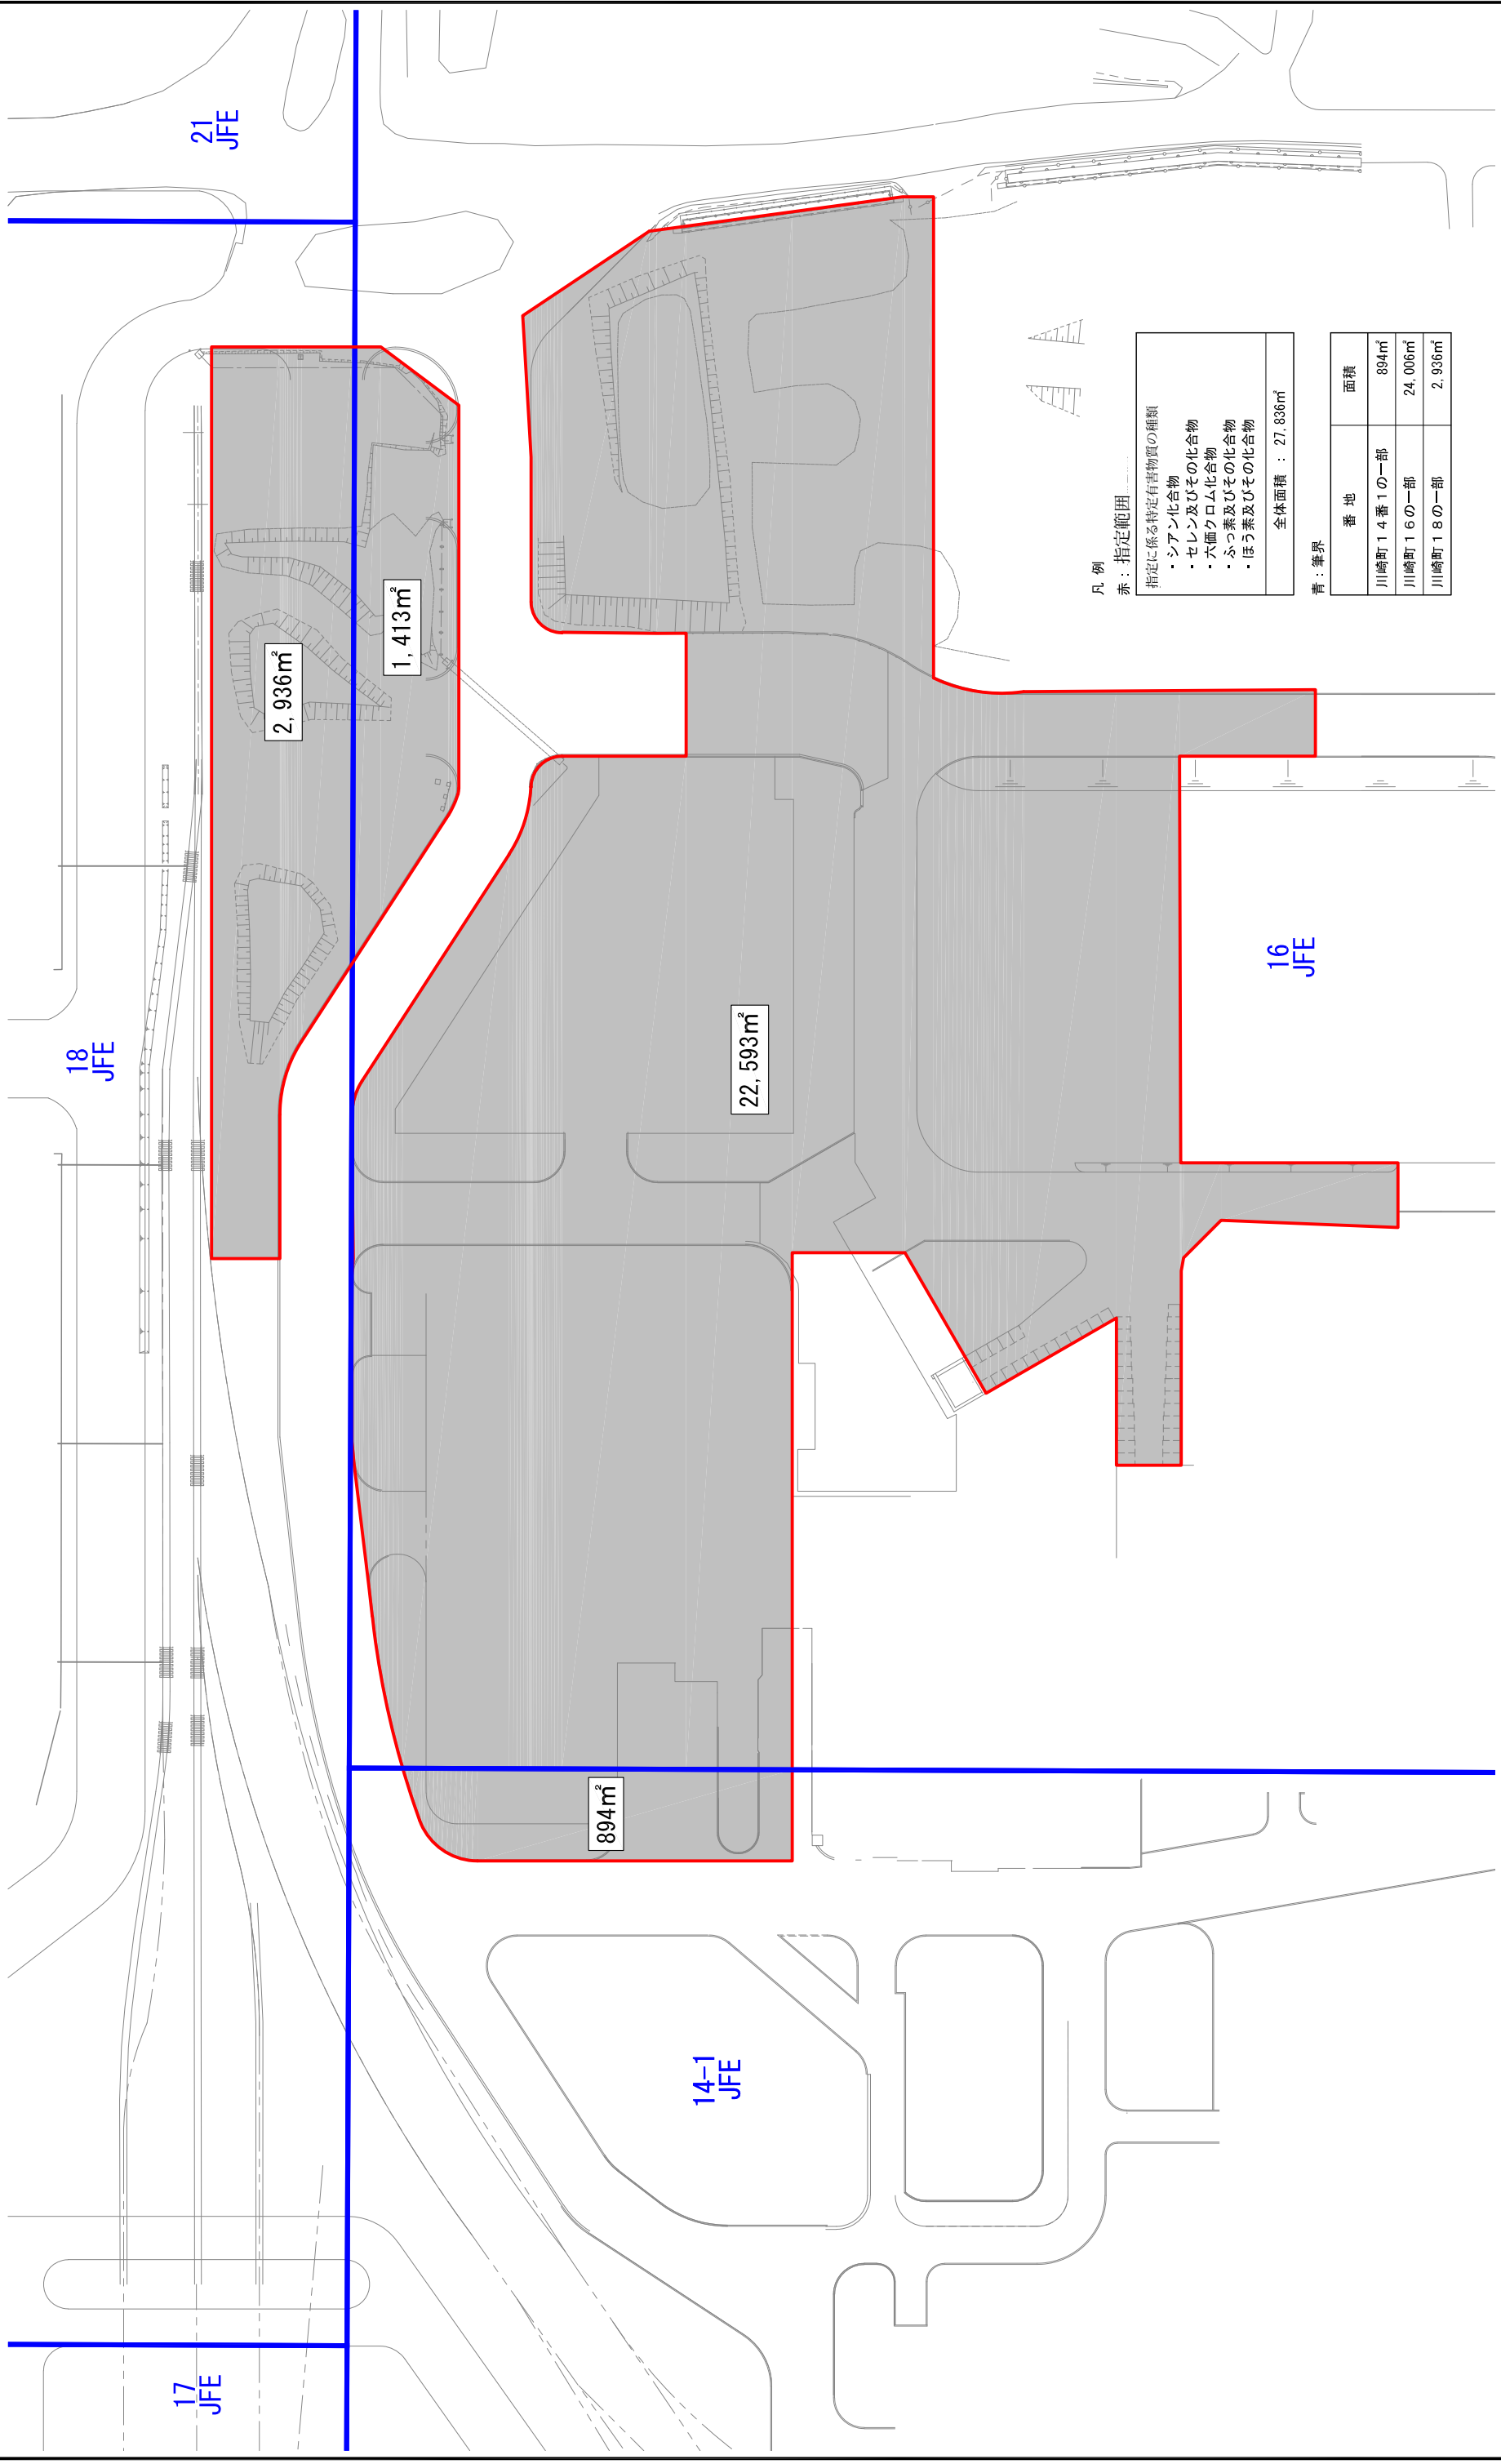 17
JFE
18
JFE
21
JFE
2,936㎡
1,413㎡
894㎡
22,593㎡
14-1
JFE
16
JFE
凡 例
赤：指定範囲
指定に係る特定有害物質の種類
・シアン化合物
・セレン及びその化合物
・六価クロム化合物
・ふっ素及びその化合物
・ほう素及びその化合物
全体面積 ： 27,836㎡
青：筆界
番 地 面積
川崎町１４番１の一部 894㎡
川崎町１６の一部 24,006㎡
川崎町１８の一部 2,936㎡